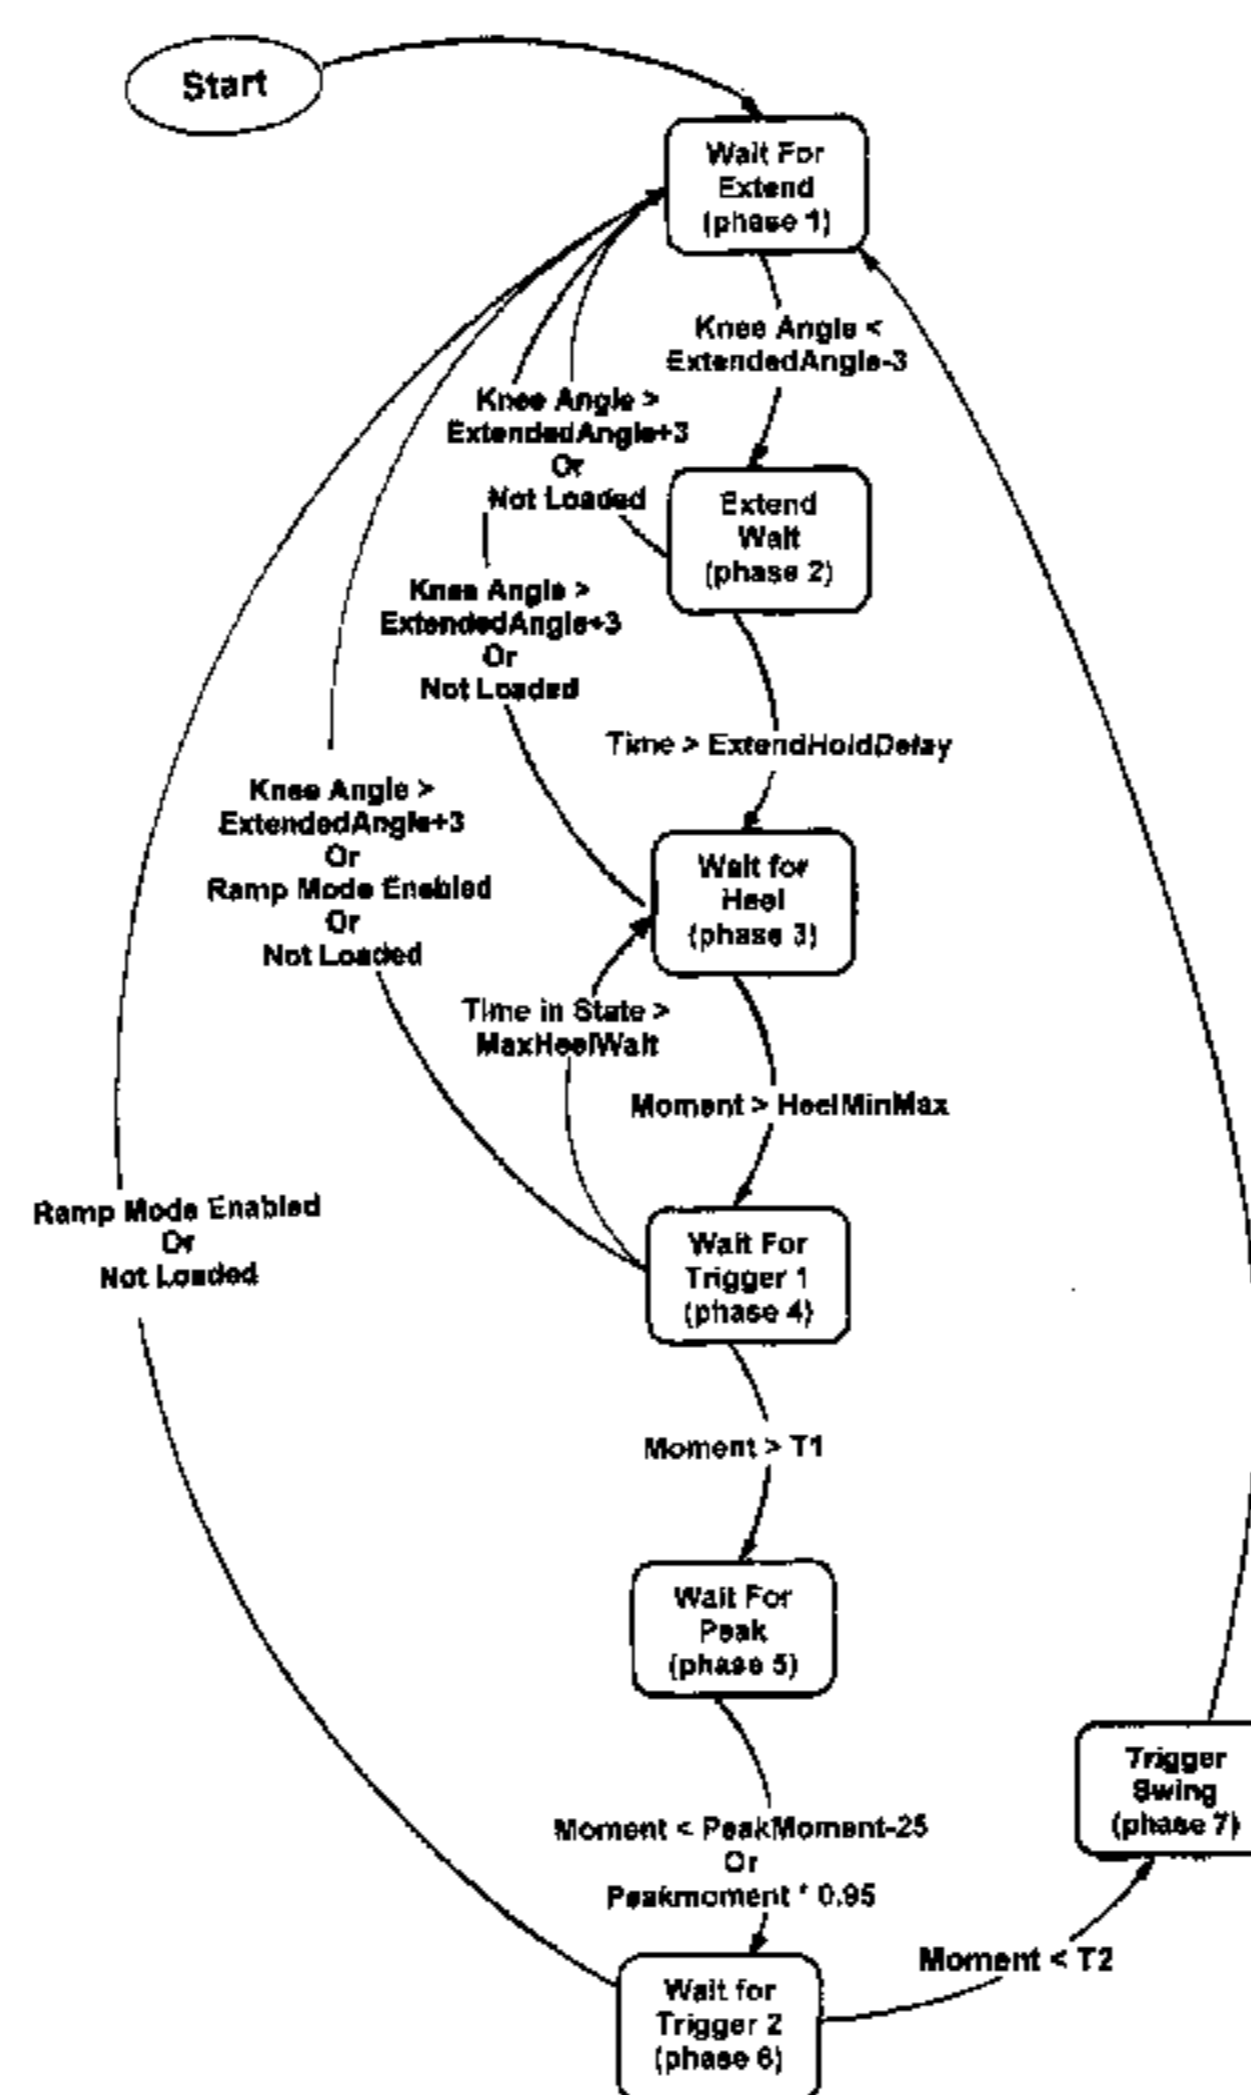 Start
Wait For
Extend
(phase 1)
Knee Angle <
ExtendedAngle-3
Knee Angle >
ExtendedAngle+3
Or
Not Loaded
Extend
Wait
(phase 2)
Knee Angle >
ExtendedAngle+3
Or
Not Loaded
Time > ExtendHoldDelay
Knee Angle >
ExtendedAngle+3
Or
Ramp Mode Enabled
Or
Not Loaded
Wait for
Heel
(phase 3)
Time in State >
MaxHeelWait
Moment > HeelMinMax
Ramp Mode Enabled
Or
Not Loaded
Wait For
Trigger 1
(phase 4)
Moment > T1
Wait For
Peak
(phase 5)
Trigger
Swing
(phase 7)
Moment < PeakMoment-25
Or
Peakmoment * 0.95
Moment < T2
Wait for
Trigger 2
(phase 6)